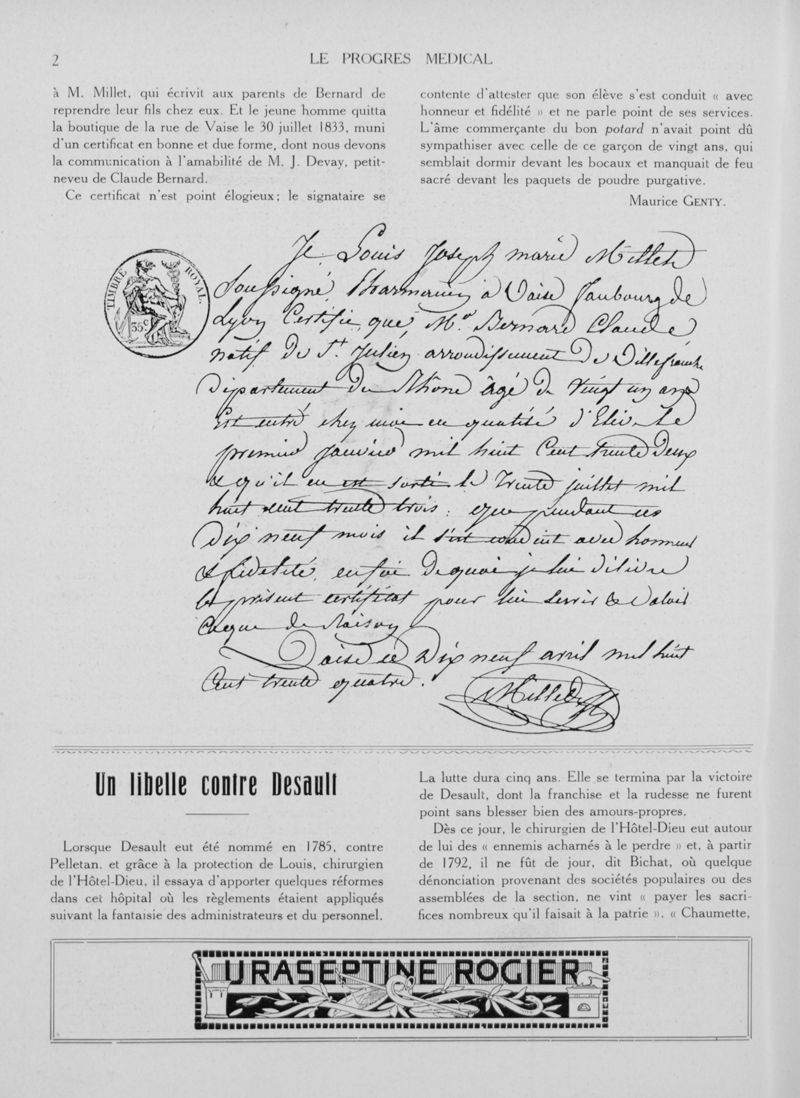 2
LE PROGRES MEDICAL
à M. Millet, qui écrivit aux parents de Bernard de
reprendre leur fils chez eux. Et le jeune homme quitta
la boutique de la rue de Vaise le 30 juillet 1833, muni
d'un certificat en bonne et due forme, dont nous devons
la communication à l'amabilité de M. J. Devay, petit-
neveu de Claude Bernard.
Ce certificat n'est point élogieux; le signataire se
contente d'attester que son élève s'est conduit « avec
honneur et fidélité » et ne parle point de ses services.
L'âme commerçante du bon potard n'avait point dû
sympathiser avec celle de ce garçon de vingt ans, qui
semblait dormir devant les bocaux et manquait de feu
sacré devant les paquets de poudre purgative.
Maurice GENTY.
TIMBRE ROYAL
35c
Je Louis Joseph marie Millet
Soussigné, Pharmacien à Vaise faubourg de
Lyon Certifie, que, Mr. Bernard Claude
natif de St. Julien arrondissement de Villefranche
département du Rhône âgé de vingt un ans
Est entré chez moi en qualité d'Elève le
premier janvier mil huit Cent trente Deux
& qu'il en est sorti le trente juillet mil
huit cent trente trois; que pendant ces
Dix neuf mois il s'est conduit avec honneur
& fidelité, en foi de quoi je lui délivre
le présent certificat pour lui servir & valoir
Ce que de Raison
Vaise ce Dix neuf avril mil huit
Cent trente quatre.
Millet
Un libelle contre Desault
Lorsque Desault eut été nommé en 1785, contre
Pelletan, et grâce à la protection de Louis, chirurgien
de l'Hôtel-Dieu, il essaya d'apporter quelques réformes
dans cet hôpital où les règlements étaient appliqués
suivant la fantaisie des administrateurs et du personnel.
La lutte dura cinq ans. Elle se termina par la victoire
de Desault, dont la franchise et la rudesse ne furent
point sans blesser bien des amours-propres.
Dès ce jour, le chirurgien de l'Hôtel-Dieu eut autour
de lui des « ennemis acharnés à le perdre » et, à partir
de 1792, il ne fût de jour, dit Bichat, où quelque
dénonciation provenant des sociétés populaires ou des
assemblées de la section, ne vint « payer les sacri-
fices nombreux qu'il faisait à la patrie ». « Chaumette,
URASEPTINE ROGIER